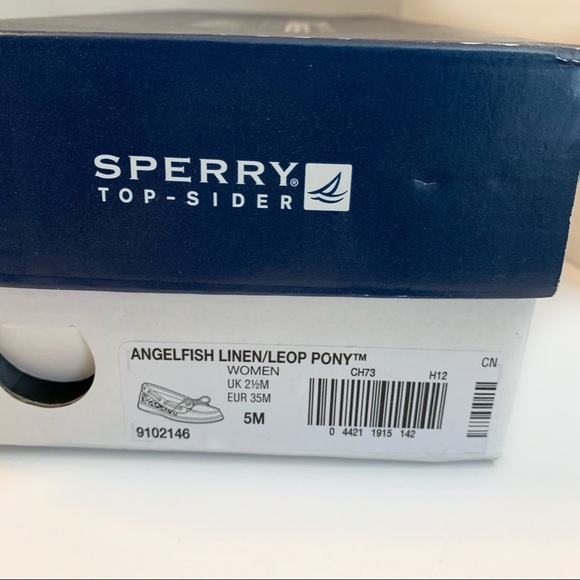 SPERRY®
TOP-SIDER
ANGELFISH LINEN/LEOP PONY™
WOMEN
UK 2½M
EUR 35M
5M
9102146
CH73 H12
0 4421 1915 142
CN